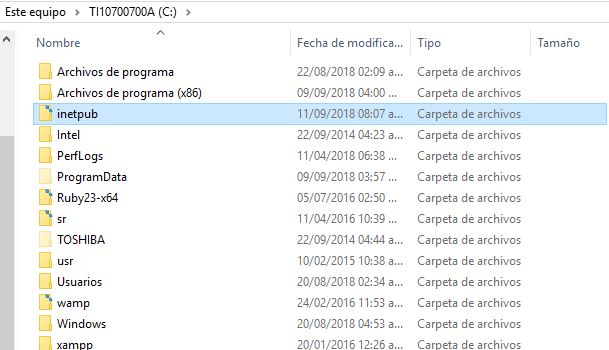 Este equipo > TI10700700A (C:) >
Nombre Fecha de modifica... Tipo Tamaño
Archivos de programa 22/08/2018 02:09 a... Carpeta de archivos
Archivos de programa (x86) 09/09/2018 04:00 ... Carpeta de archivos
inetpub 11/09/2018 08:07 a... Carpeta de archivos
Intel 22/09/2014 04:23 a... Carpeta de archivos
PerfLogs 11/04/2018 06:38 ... Carpeta de archivos
ProgramData 09/09/2018 03:57 ... Carpeta de archivos
Ruby23-x64 05/07/2016 02:50 ... Carpeta de archivos
sr 11/04/2016 10:39 ... Carpeta de archivos
TOSHIBA 22/09/2014 04:44 a... Carpeta de archivos
usr 10/02/2015 10:38 a... Carpeta de archivos
Usuarios 20/08/2018 02:34 a... Carpeta de archivos
wamp 24/02/2016 11:53 a... Carpeta de archivos
Windows 20/08/2018 04:53 a... Carpeta de archivos
xampp 20/01/2016 12:26 a... Carpeta de archivos